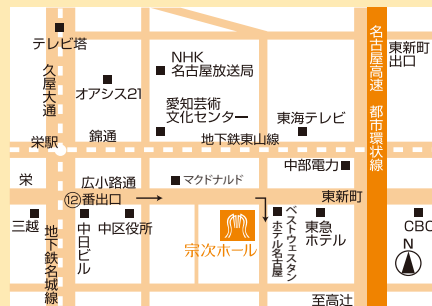 テレビ塔
久屋大通
オアシス21
NHK
名古屋放送局
愛知芸術
文化センター
東海テレビ
名古屋高速 都市環状線
東新町
出口
栄駅
錦通
地下鉄東山線
中部電力
栄
広小路通
⑫番出口
マクドナルド
東新町
三越
地下鉄名城線
中日ビル
中区役所
宗次ホール
ベストウェスタン
ホテル名古屋
東急
ホテル
CBC
N
至高辻